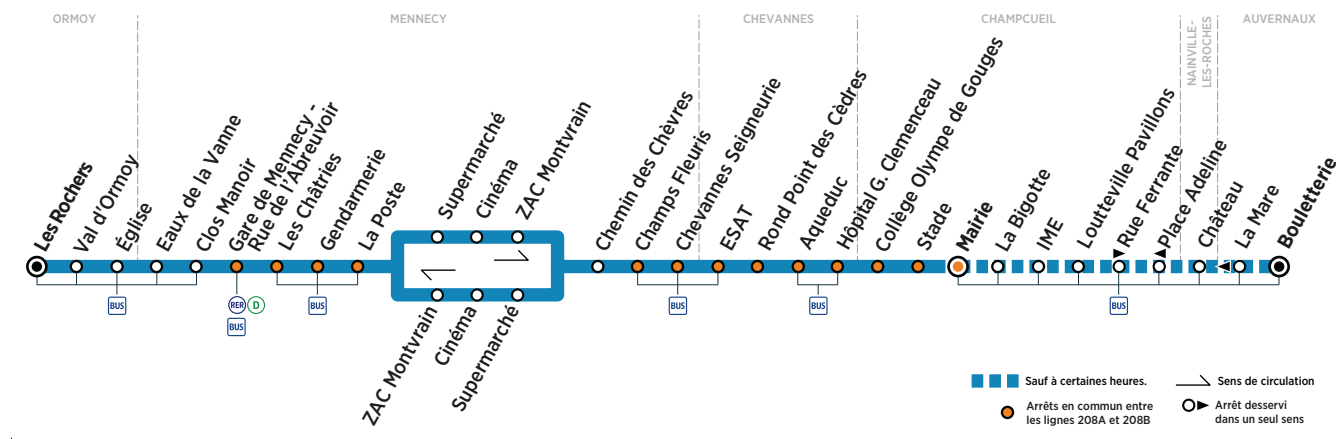 ORMOY
MENNECY
CHEVANNES
CHAMPCUEIL
NAINVILLE-
LES-ROCHES
AUVERNAUX
Les Rochers
Val d'Ormoy
Église
Eaux de la Vanne
Clos Manoir
Gare de Mennecy -
Rue de l'Abreuvoir
Les Châtries
Gendarmerie
La Poste
Supermarché
Cinéma
ZAC Montvrain
ZAC Montvrain
Cinéma
Supermarché
Chemin des Chèvres
Champs Fleuris
Chevannes Seigneurie
ESAT
Rond Point des Cèdres
Aqueduc
Hôpital G. Clemenceau
Collège Olympe de Gouges
Stade
Mairie
La Bigotte
IME
Loutteville Pavillons
Rue Ferrante
Place Adeline
Château
La Mare
Bouletterie
BUS
RER D
BUS
BUS
BUS
BUS
BUS
Sauf à certaines heures.
Sens de circulation
Arrêts en commun entre
les lignes 208A et 208B
Arrêt desservi
dans un seul sens